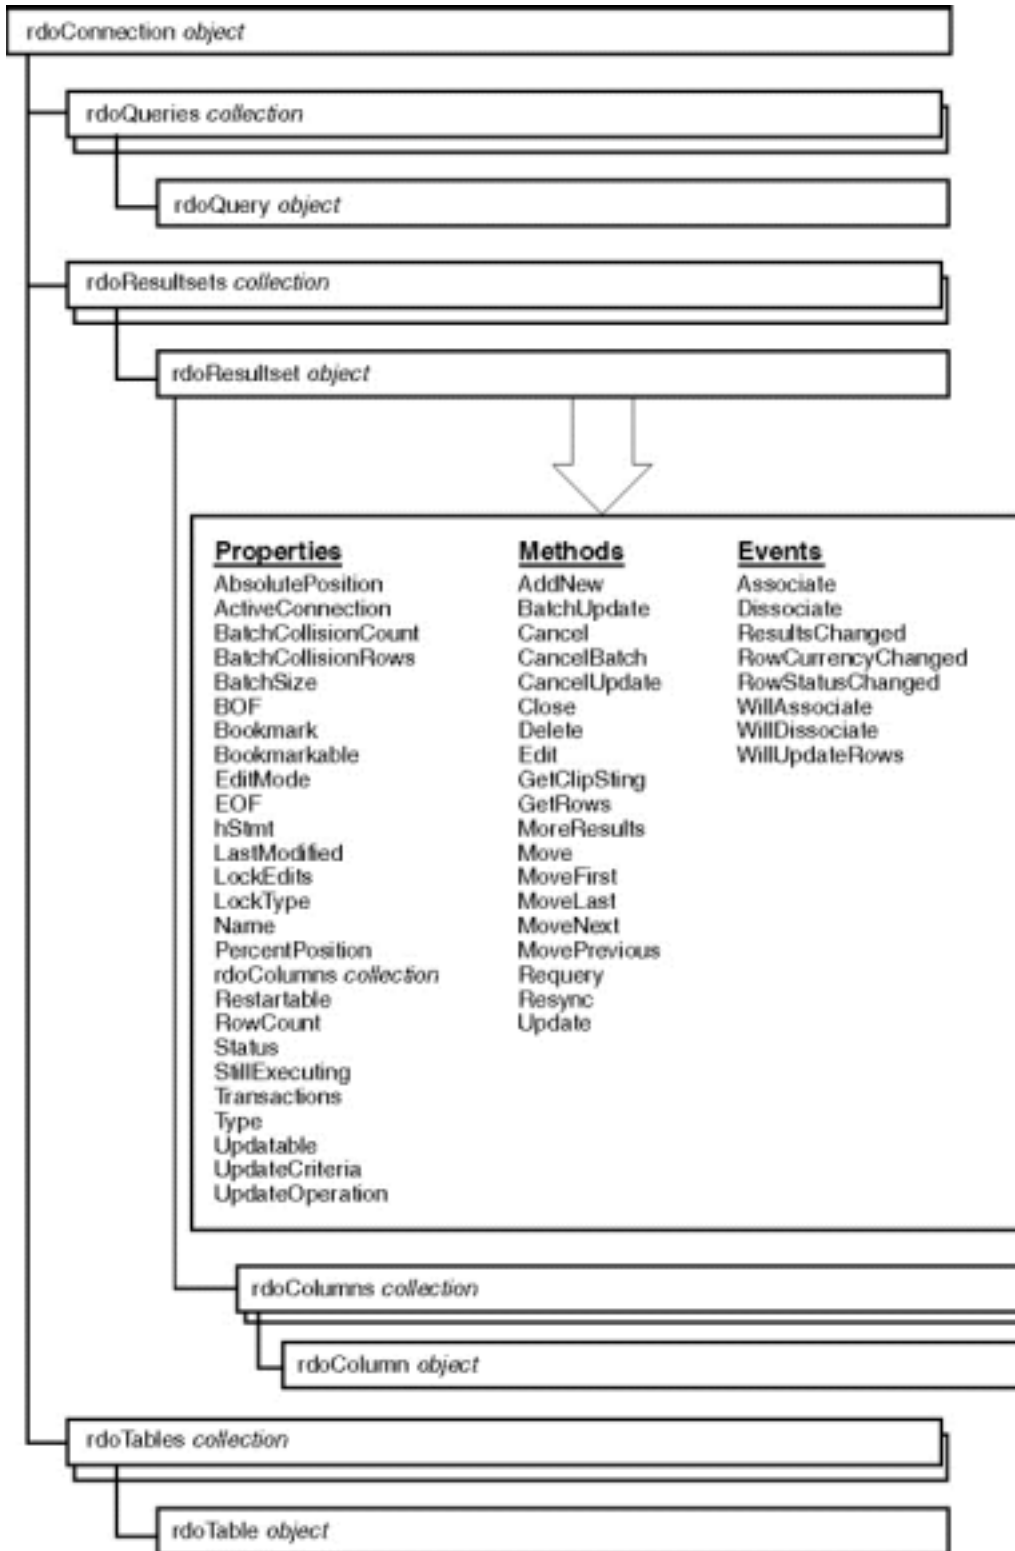 rdoConnection object
rdoQueries collection
rdoQuery object
rdoResultsets collection
rdoResultset object
Properties
AbsolutePosition
ActiveConnection
BatchCollisionCount
BatchCollisionRows
BatchSize
BOF
Bookmark
Bookmarkable
EditMode
EOF
hStmt
LastModified
LockEdits
LockType
Name
PercentPosition
rdoColumns collection
Restartable
RowCount
Status
StillExecuting
Transactions
Type
Updatable
UpdateCriteria
UpdateOperation
Methods
AddNew
BatchUpdate
Cancel
CancelBatch
CancelUpdate
Close
Delete
Edit
GetClipSting
GetRows
MoreResults
Move
MoveFirst
MoveLast
MoveNext
MovePrevious
Requery
Resync
Update
Events
Associate
Dissociate
ResultsChanged
RowCurrencyChanged
RowStatusChanged
WillAssociate
WillDissociate
WillUpdateRows
rdoColumns collection
rdoColumn object
rdoTables collection
rdoTable object